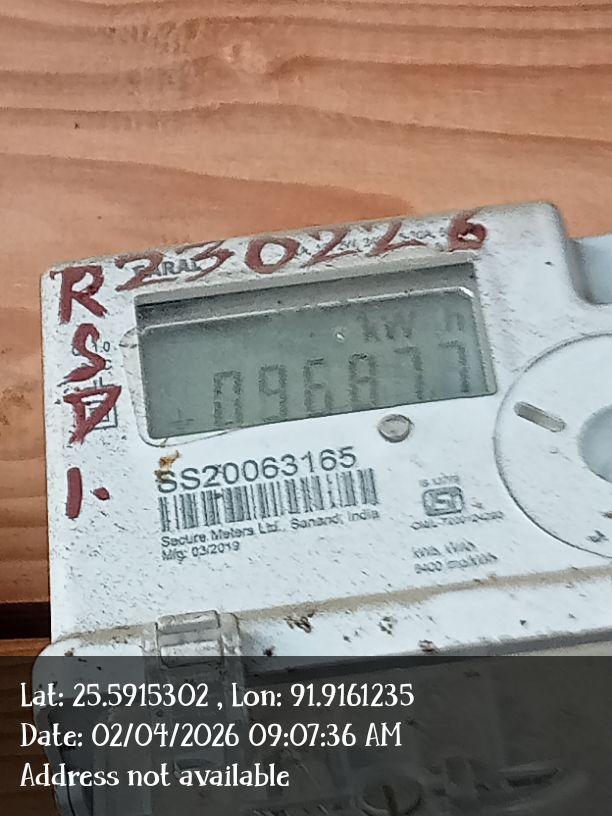 R230226
S
D
1.
kWh
096877
SS20063165
Secure Meters Ltd., Sanand, India
Mfg: 03/2019
Lat: 25.5915302 , Lon: 91.9161235
Date: 02/04/2026 09:07:36 AM
Address not available